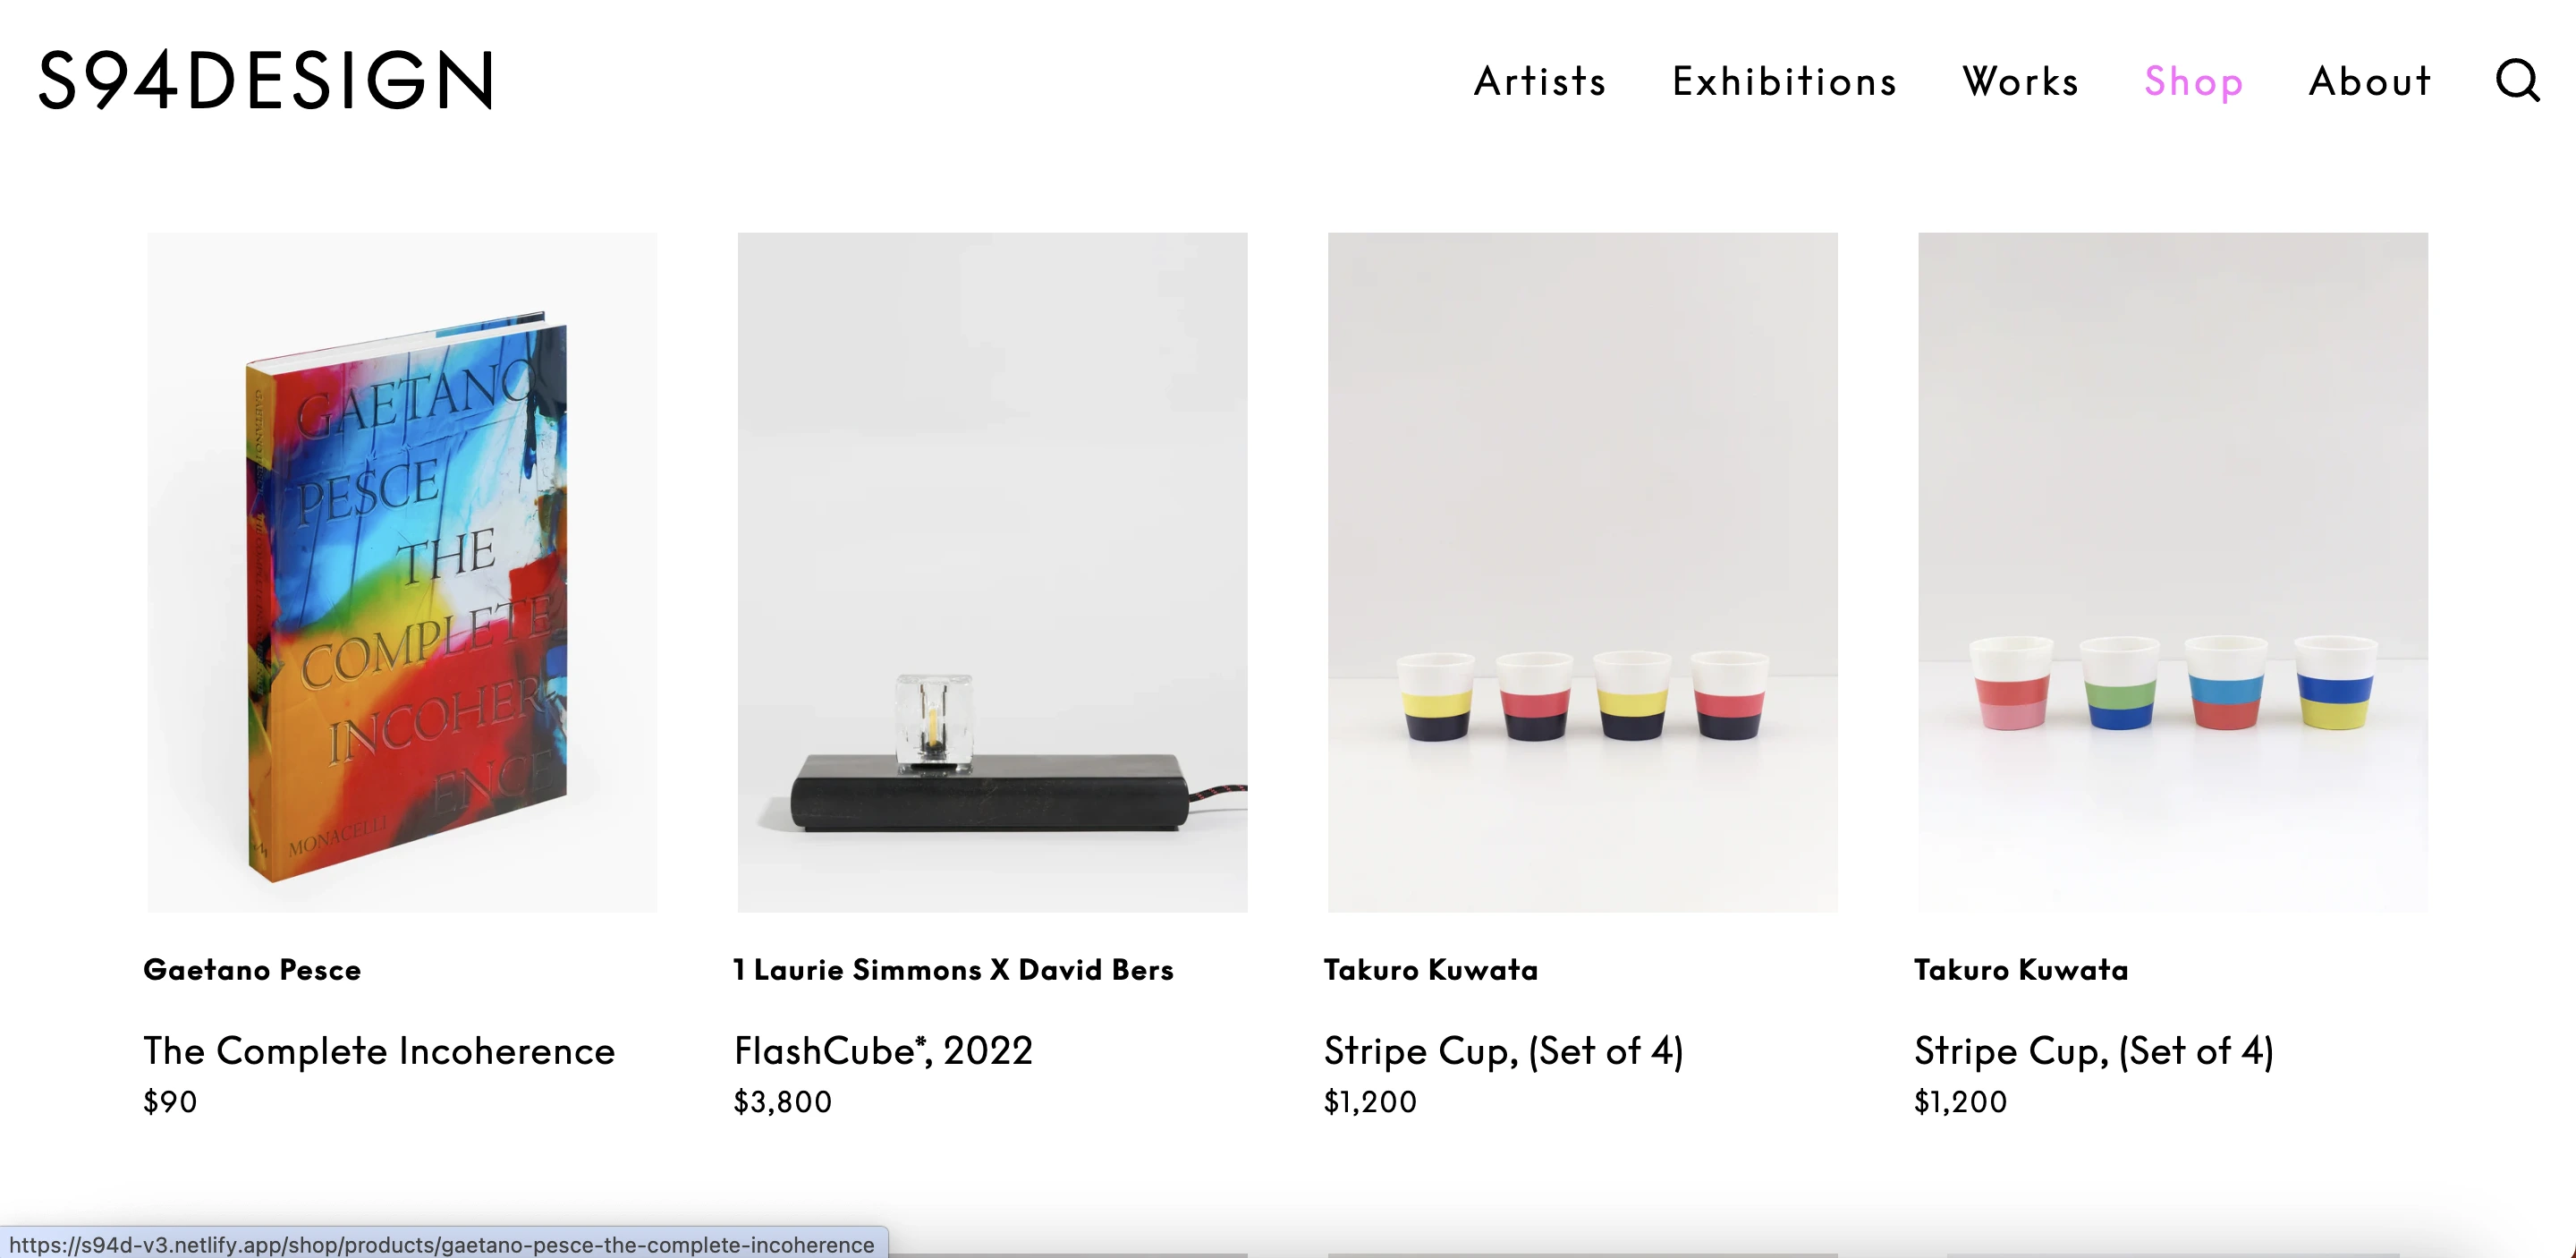 S94DESIGN
Artists Exhibitions Works Shop About
GAETANO
PESCE
THE
COMPLETE
INCOHER-
ENCE
MONACELLI
Gaetano Pesce
The Complete Incoherence
$90
1 Laurie Simmons X David Bers
FlashCube*, 2022
$3,800
Takuro Kuwata
Stripe Cup, (Set of 4)
$1,200
Takuro Kuwata
Stripe Cup, (Set of 4)
$1,200
https://s94d-v3.netlify.app/shop/products/gaetano-pesce-the-complete-incoherence